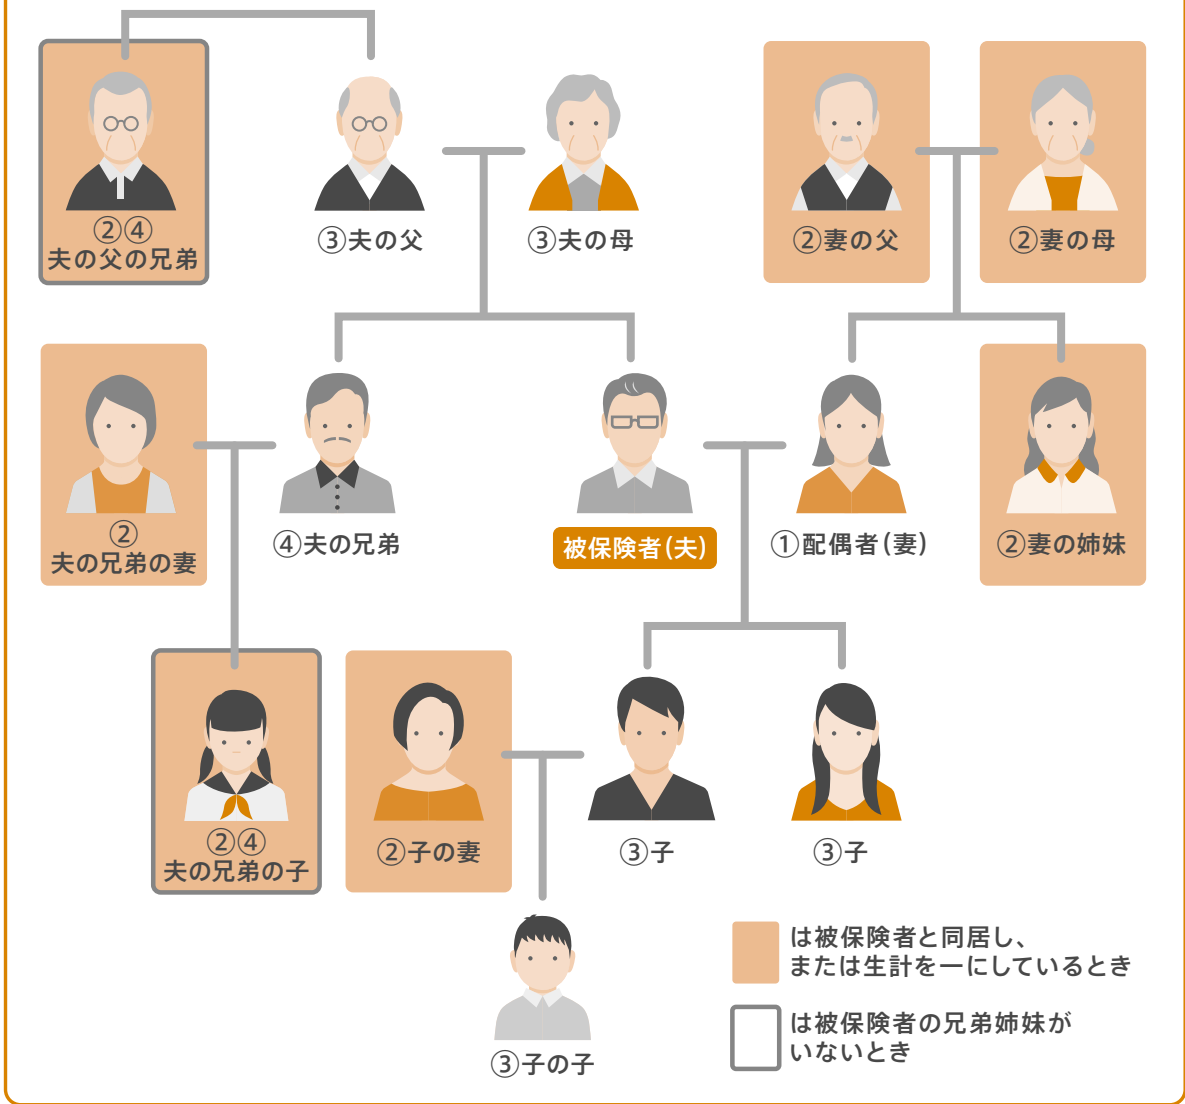 ②④
夫の父の兄弟
③夫の父
③夫の母
②妻の父
②妻の母
②
夫の兄弟の妻
④夫の兄弟
被保険者(夫)
①配偶者(妻)
②妻の姉妹
②④
夫の兄弟の子
②子の妻
③子
③子
③子の子
は被保険者と同居し、
または生計を一にしているとき
は被保険者の兄弟姉妹が
いないとき